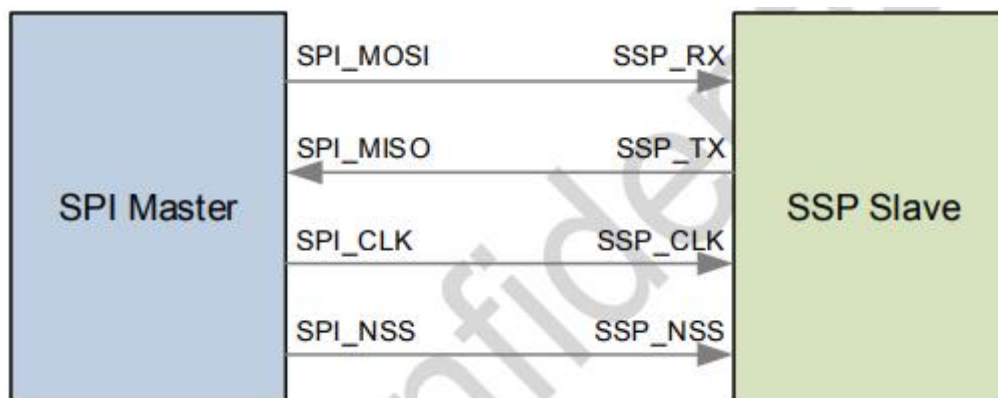 SPI_MOSI SSP_RX
SPI_MISO SSP_TX
SPI Master SSP Slave
SPI_CLK SSP_CLK
SPI_NSS SSP_NSS